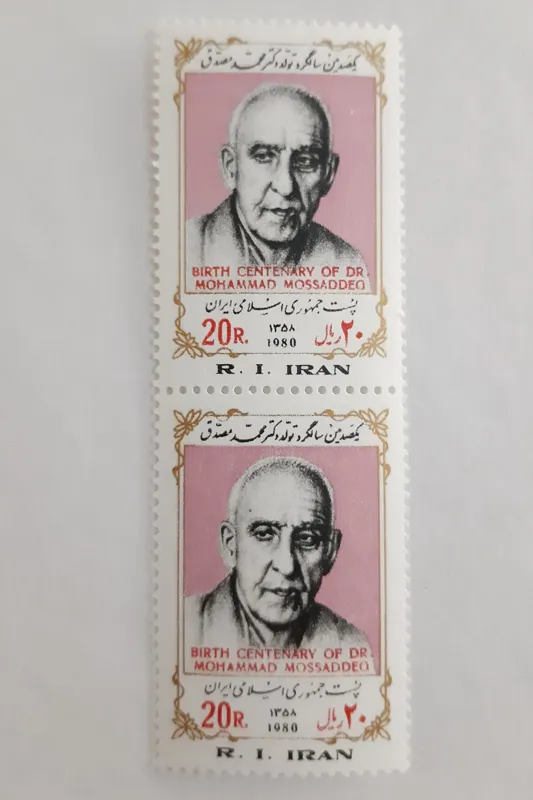 یکصدمین سالگرد تولد دکتر محمد مصدق
BIRTH CENTENARY OF DR.
MOHAMMAD MOSSADDEQ
پست جمهوری اسلامی ایران
20R. ۱۳۵۸ ۲۰ ریال
1980
R. I. IRAN
یکصدمین سالگرد تولد دکتر محمد مصدق
BIRTH CENTENARY OF DR.
MOHAMMAD MOSSADDEQ
پست جمهوری اسلامی ایران
20R. ۱۳۵۸ ۲۰ ریال
1980
R. I. IRAN